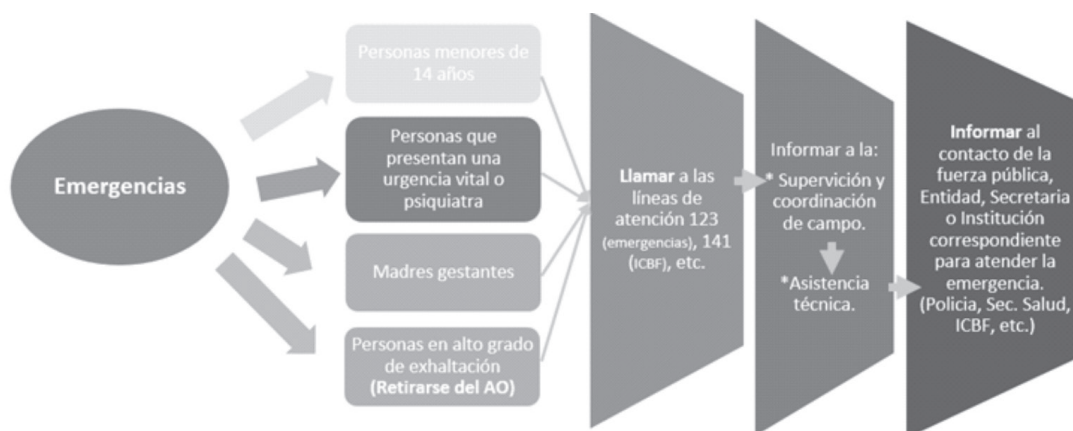 Emergencias
Personas menores de
14 años
Personas que
presentan una
urgencia vital o
psiquiatra
Madres gestantes
Personas en alto grado
de exhaltación
(Retirarse del AO)
Llamar a las
líneas de
atención 123
(emergencias), 141
(ICBF), etc.
Informar a la:
* Supervisión y
coordinación
de campo.
*Asistencia
técnica.
Informar al
contacto de la
fuerza pública,
Entidad, Secretaria
o Institución
correspondiente
para atender la
emergencia.
(Policia, Sec. Salud,
ICBF, etc.)